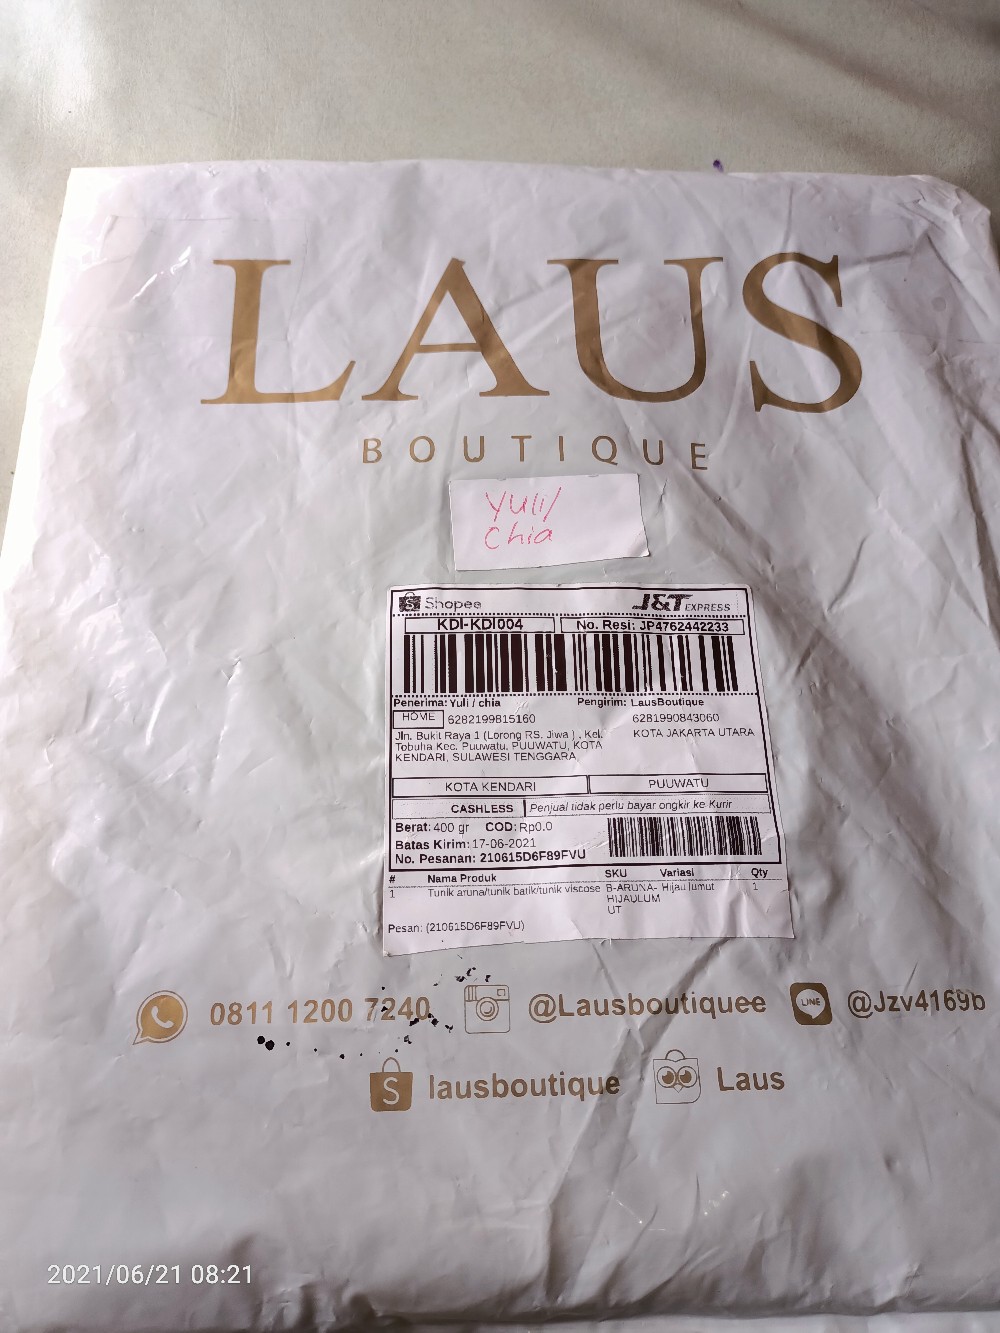 LAUS
BOUTIQUE
Yuli/
Chia
Shopee
J&T EXPRESS
KDI-KDI004
No. Resi: JP4762442233
Penerima: Yuli / chia
Pengirim: LausBoutique
HOME 6282199815160
6281990843060
Jln. Bukit Raya 1 (Lorong RS. Jiwa ) , Kel.
Tobuha Kec. Puuwatu, PUUWATU, KOTA
KENDARI, SULAWESI TENGGARA
KOTA JAKARTA UTARA
KOTA KENDARI
PUUWATU
CASHLESS Penjual tidak perlu bayar ongkir ke Kurir
Berat: 400 gr COD: Rp0.0
Batas Kirim: 17-06-2021
No. Pesanan: 210615D6F89FVU
# Nama Produk SKU Variasi Qty
1 Tunik aruna/tunik batik/tunik viscose B-ARUNA- Hijau lumut 1
HIJAULUM
UT
Pesan: (210615D6F89FVU)
0811 1200 7240 @Lausboutiquee LINE @Jzv4169b
S lausboutique Laus
2021/06/21 08:21